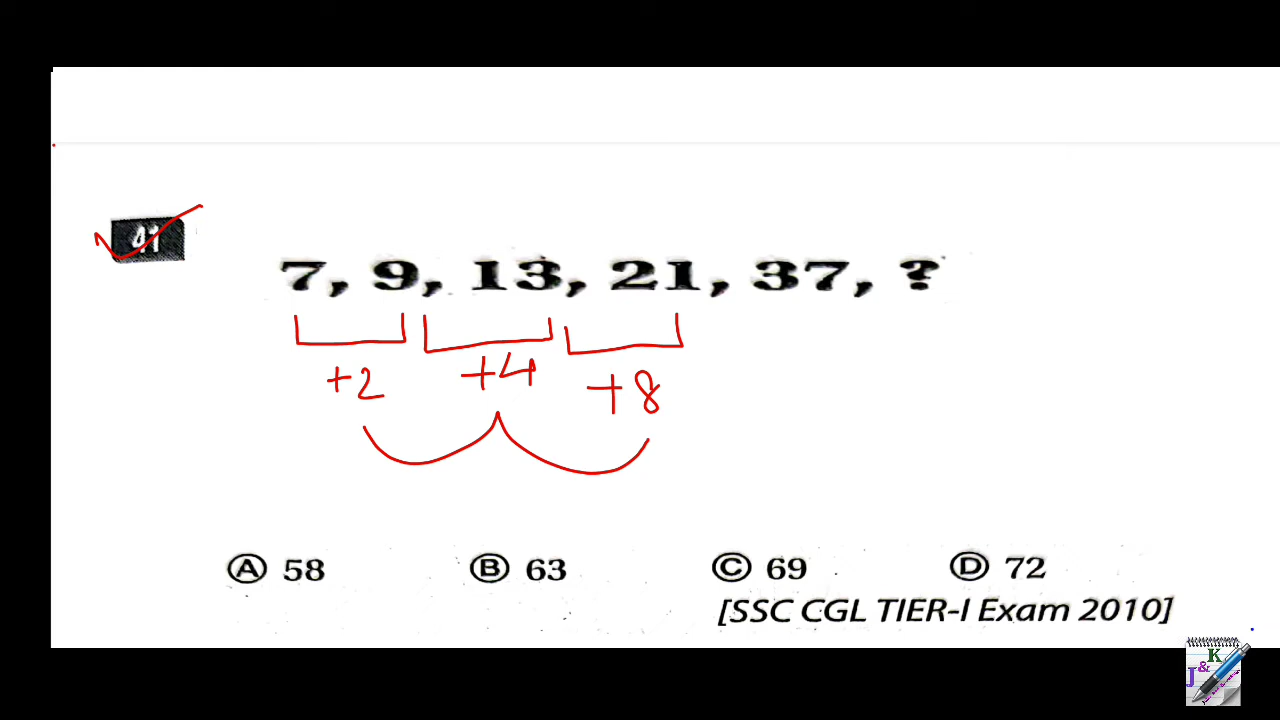 41
7, 9, 13, 21, 37, ?
+2 +4 +8
Ⓐ 58 Ⓑ 63 Ⓒ 69 Ⓓ 72
[SSC CGL TIER-I Exam 2010]
J&K